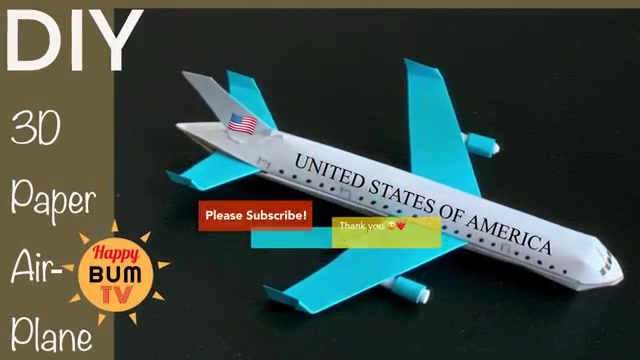 DIY
3D
Paper
Air-
Plane
Happy
BUM
TV
UNITED STATES OF AMERICA
Please Subscribe!
Thank you 🥹❤️